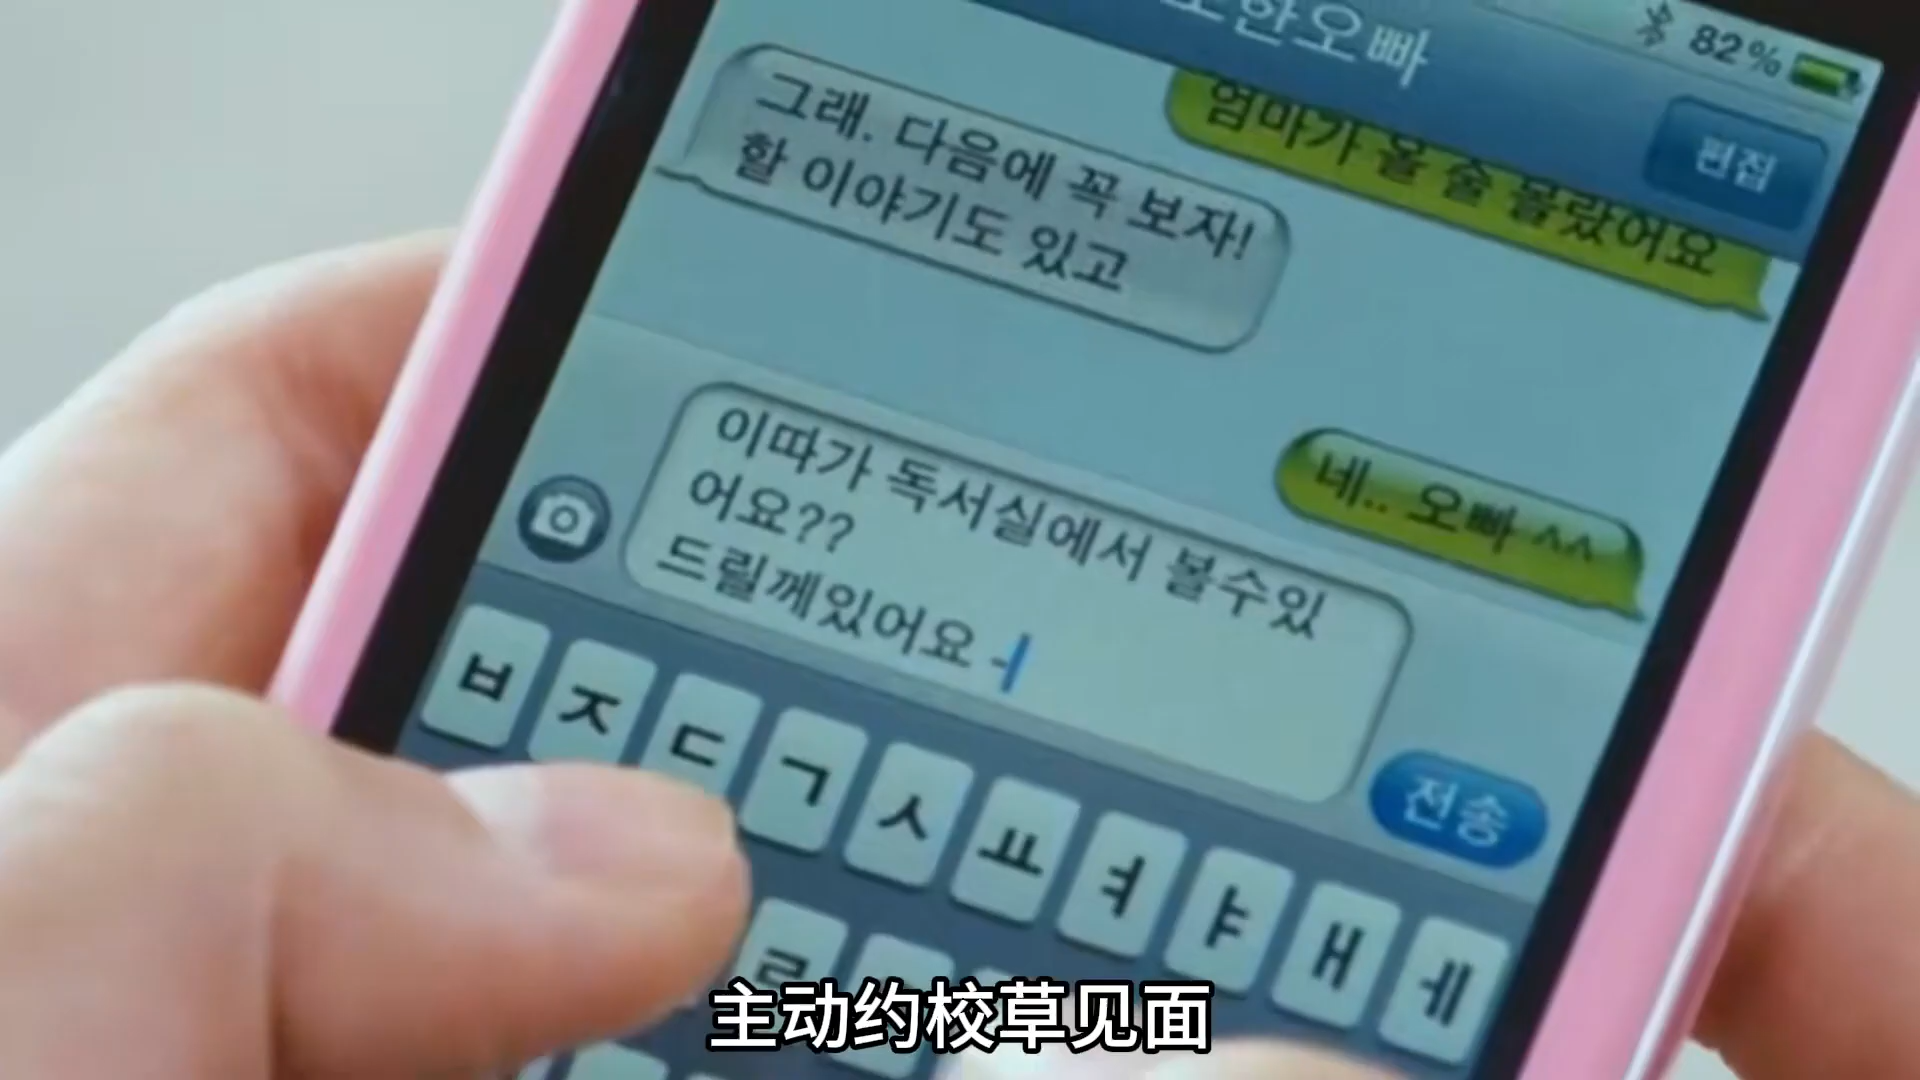 한오빠
82%
편집
엄마가 올 줄 몰랐어요
그래. 다음에 꼭 보자!
할 이야기도 있고
네.. 오빠 ^^
이따가 독서실에서 볼수있
어요??
드릴께있어요 -
전송
ㅂ ㅈ ㄷ ㄱ ㅅ ㅛ ㅕ ㅑ ㅐ ㅔ
ㄹ
主动约校草见面